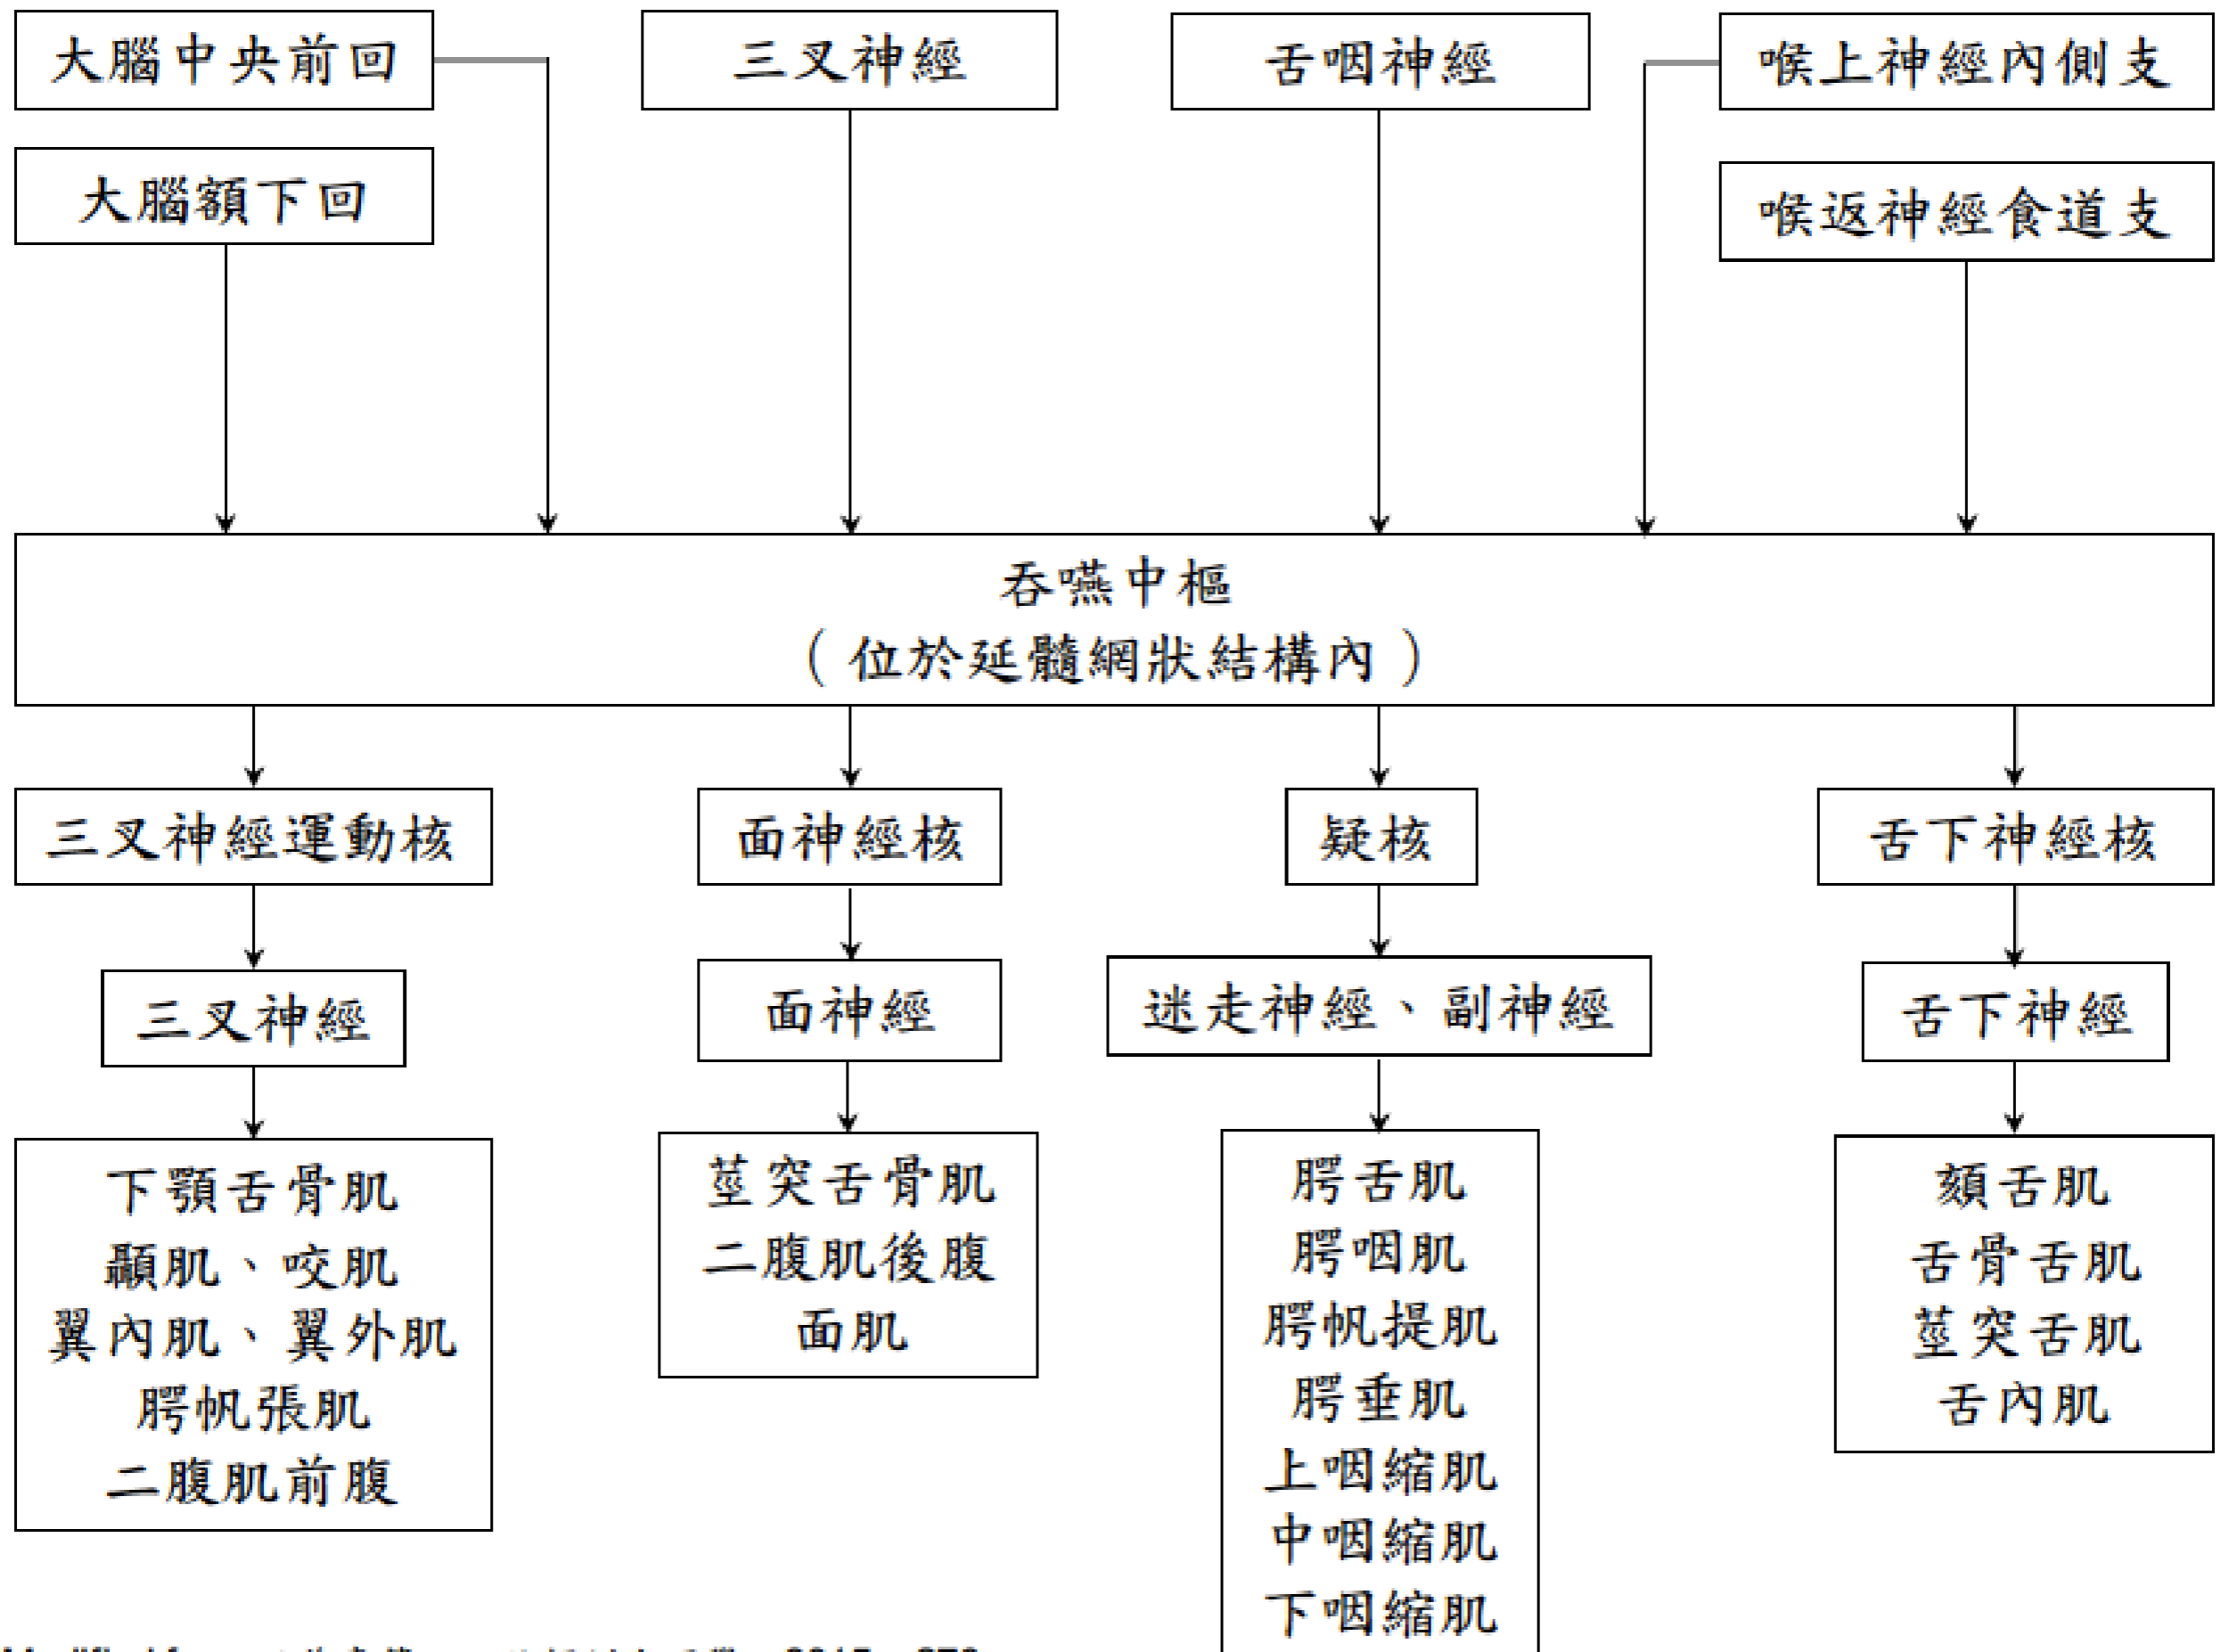 大腦中央前回
三叉神經
舌咽神經
喉上神經內側支
大腦額下回
喉返神經食道支
吞嚥中樞
（位於延髓網狀結構內）
三叉神經運動核
面神經核
疑核
舌下神經核
三叉神經
面神經
迷走神經、副神經
舌下神經
下顎舌骨肌
顳肌、咬肌
翼內肌、翼外肌
腭帆張肌
二腹肌前腹
莖突舌骨肌
二腹肌後腹
面肌
腭舌肌
腭咽肌
腭帆提肌
腭垂肌
上咽縮肌
中咽縮肌
下咽縮肌
頦舌肌
舌骨舌肌
莖突舌肌
舌內肌